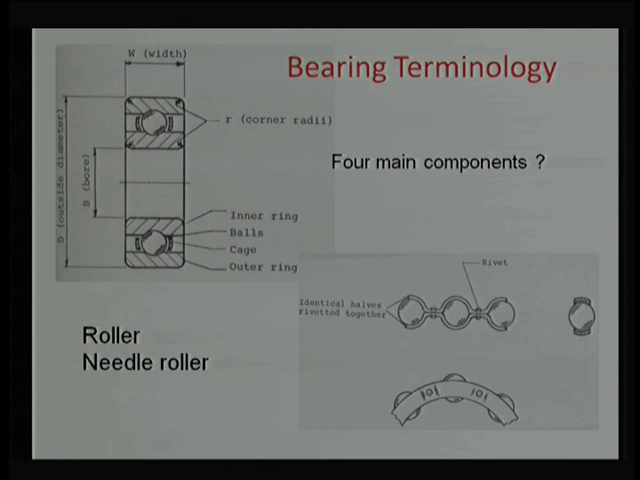 Bearing Terminology
W (width)
r (corner radii)
D (outside diameter)
B (bore)
Four main components ?
Inner ring
Balls
Cage
Outer ring
Rivet
Identical halves
rivetted together
Roller
Needle roller